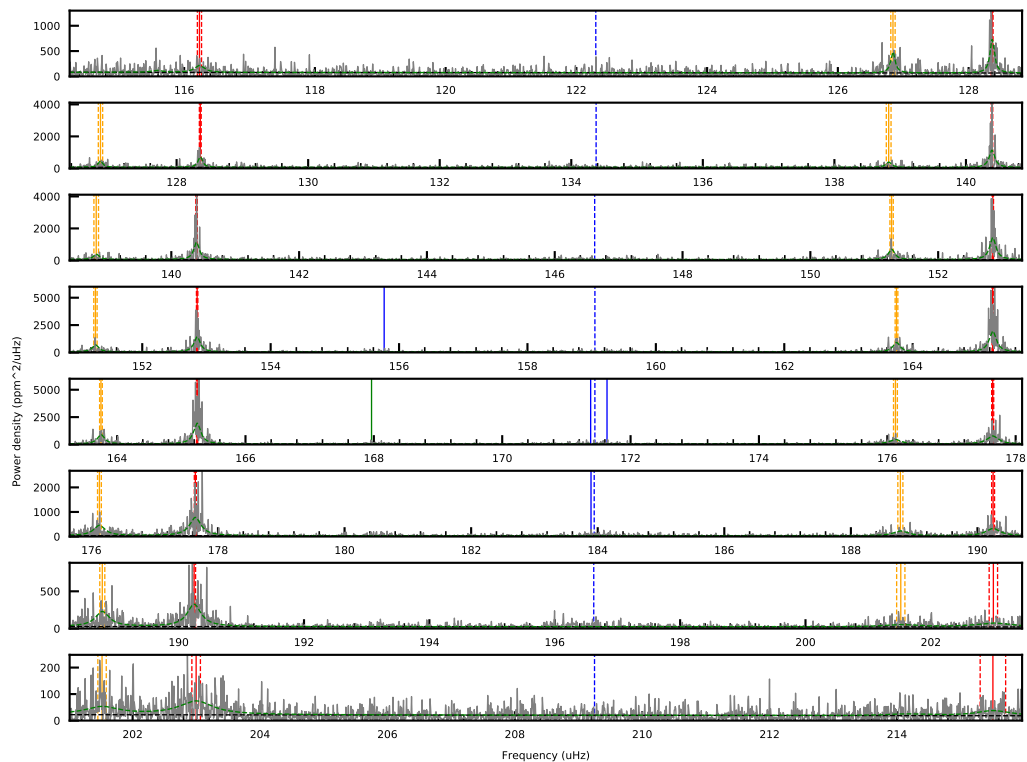 1000
500
0
116 118 120 122 124 126 128
4000
2000
0
128 130 132 134 136 138 140
4000
2000
0
140 142 144 146 148 150 152
5000
2500
0
152 154 156 158 160 162 164
5000
2500
0
164 166 168 170 172 174 176 178
2000
1000
0
176 178 180 182 184 186 188 190
500
0
190 192 194 196 198 200 202
200
100
0
202 204 206 208 210 212 214
Power density (ppm^2/uHz)
Frequency (uHz)